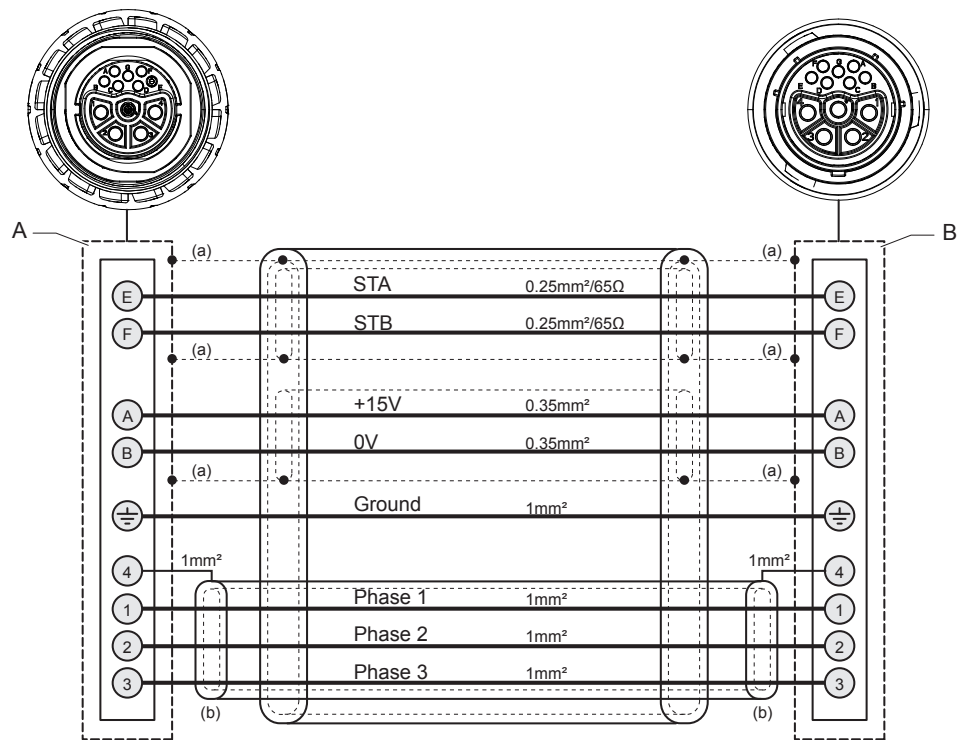 A B
(a) (a)
E STA 0.25mm²/65Ω E
F STB 0.25mm²/65Ω F
(a) (a)
A +15V 0.35mm² A
B 0V 0.35mm² B
(a) (a)
Ground 1mm²
4 1mm² 1mm² 4
1 Phase 1 1mm² 1
2 Phase 2 1mm² 2
3 Phase 3 1mm² 3
(b) (b)